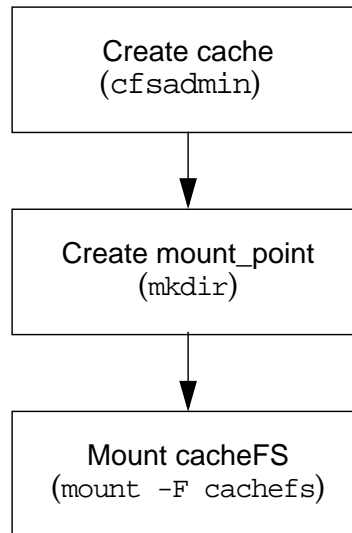 Create cache
(cfsadmin)
Create mount_point
(mkdir)
Mount cacheFS
(mount -F cachefs)